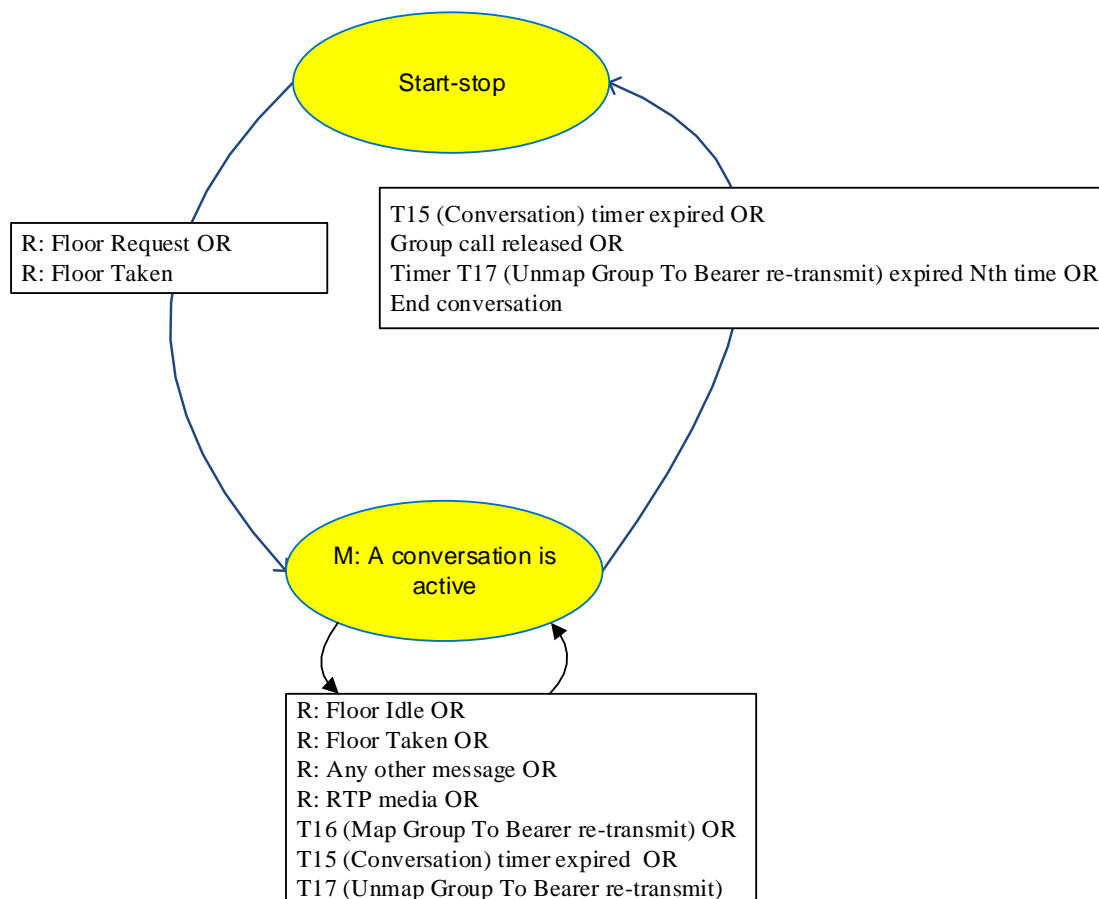 Start-stop
R: Floor Request OR
R: Floor Taken
T15 (Conversation) timer expired OR
Group call released OR
Timer T17 (Unmap Group To Bearer re-transmit) expired Nth time OR
End conversation
M: A conversation is
active
R: Floor Idle OR
R: Floor Taken OR
R: Any other message OR
R: RTP media OR
T16 (Map Group To Bearer re-transmit) OR
T15 (Conversation) timer expired  OR
T17 (Unmap Group To Bearer re-transmit)